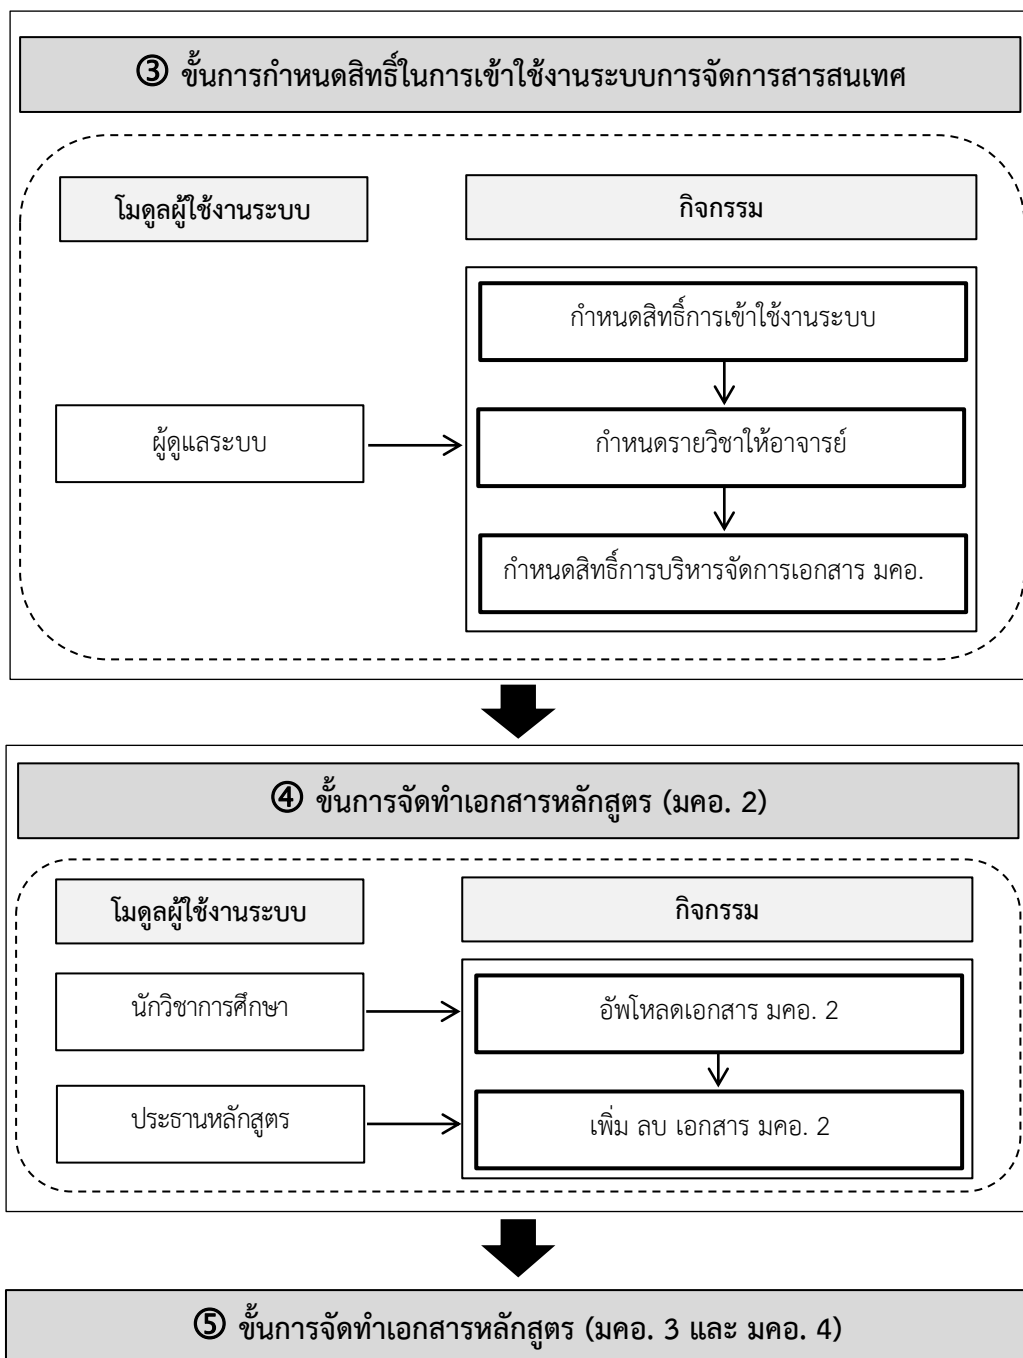 ③ ขั้นการกำหนดสิทธิ์ในการเข้าใช้งานระบบการจัดการสารสนเทศ
โมดูลผู้ใช้งานระบบ
กิจกรรม
กำหนดสิทธิ์การเข้าใช้งานระบบ
ผู้ดูแลระบบ
กำหนดรายวิชาให้อาจารย์
กำหนดสิทธิ์การบริหารจัดการเอกสาร มคอ.
④ ขั้นการจัดทำเอกสารหลักสูตร (มคอ. 2)
โมดูลผู้ใช้งานระบบ
กิจกรรม
นักวิชาการศึกษา
อัพโหลดเอกสาร มคอ. 2
ประธานหลักสูตร
เพิ่ม ลบ เอกสาร มคอ. 2
⑤ ขั้นการจัดทำเอกสารหลักสูตร (มคอ. 3 และ มคอ. 4)